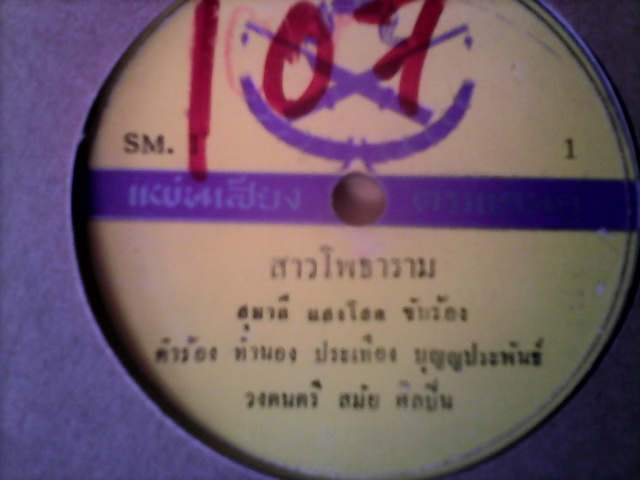 107
SM. 1
1
แผ่นเสียง
สาวโพธาราม
สุมาลี แสงโสด ขับร้อง
คำร้อง ทำนอง ประเทือง บุญญประพันธ์
วงดนตรี สมัย ศิลปิน